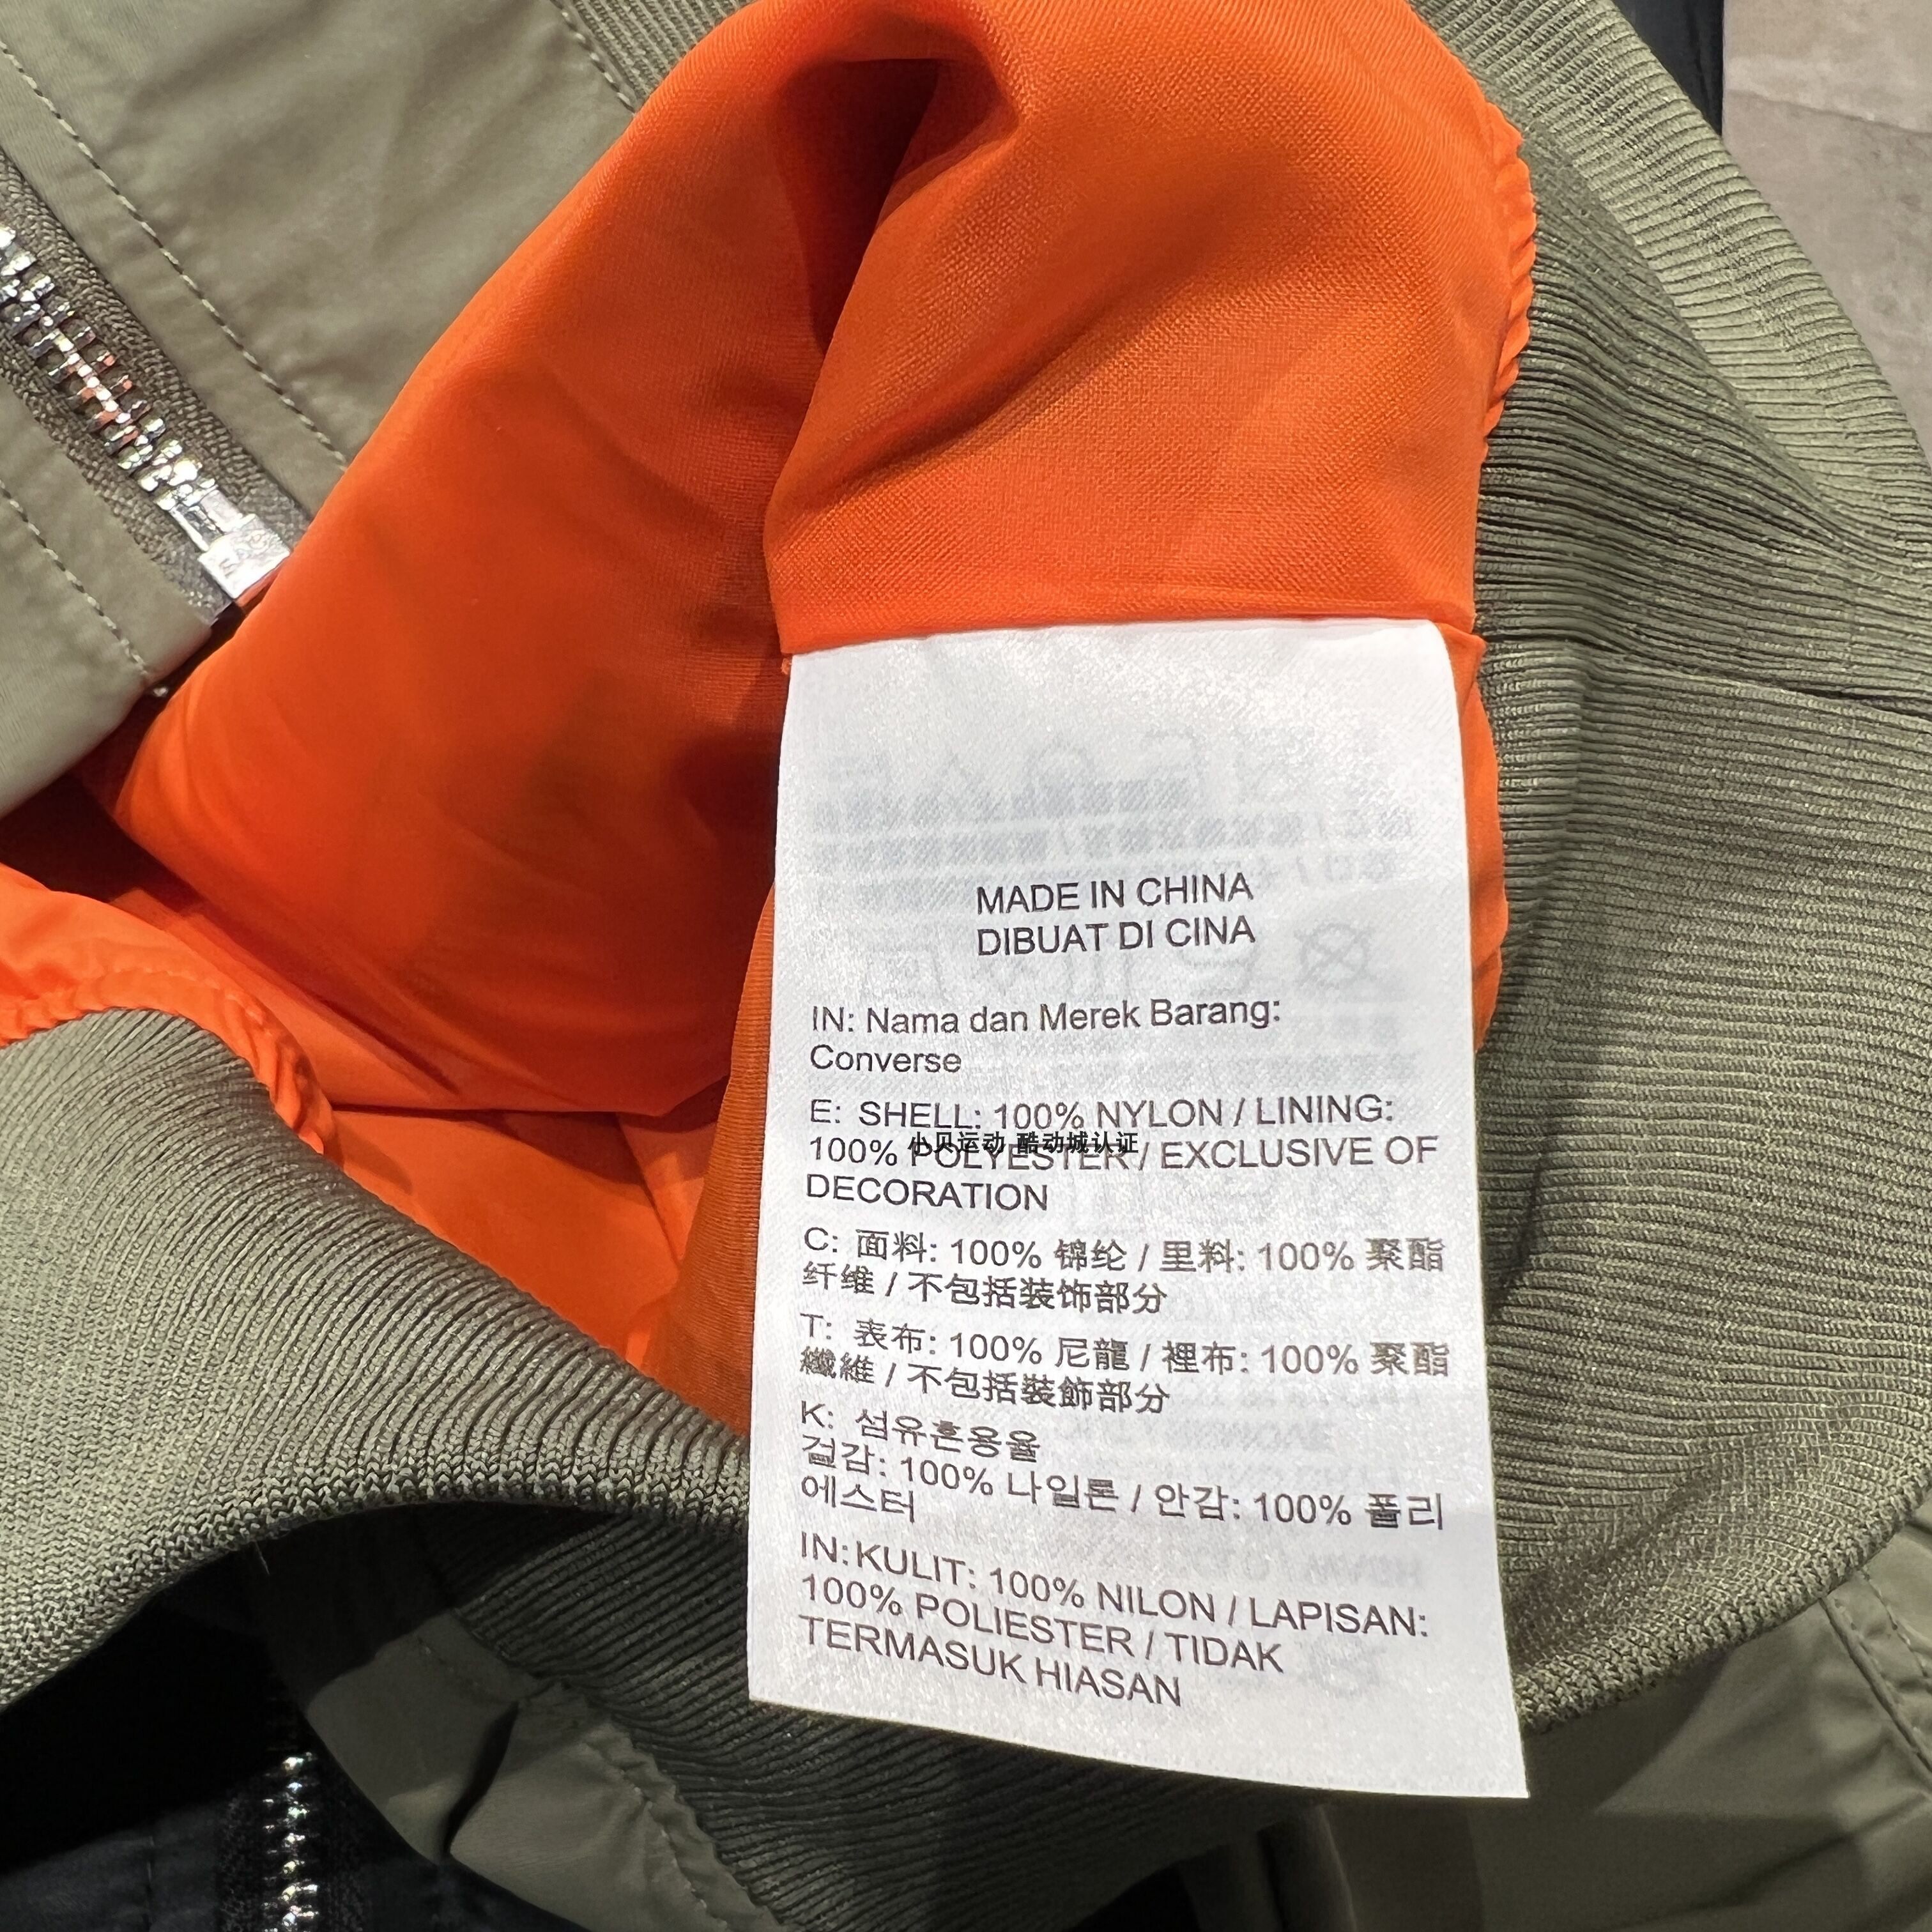 MADE IN CHINA
DIBUAT DI CINA
IN: Nama dan Merek Barang:
Converse
E: SHELL: 100% NYLON / LINING:
小贝运动 酷动城认证
100% POLYESTER / EXCLUSIVE OF
DECORATION
C: 面料: 100% 锦纶 / 里料: 100% 聚酯
纤维 / 不包括装饰部分
T: 表布: 100% 尼龍 / 裡布: 100% 聚酯
纖維 / 不包括裝飾部分
K: 섬유혼용율
겉감: 100% 나일론 / 안감: 100% 폴리
에스터
IN:KULIT: 100% NILON / LAPISAN:
100% POLIESTER / TIDAK
TERMASUK HIASAN